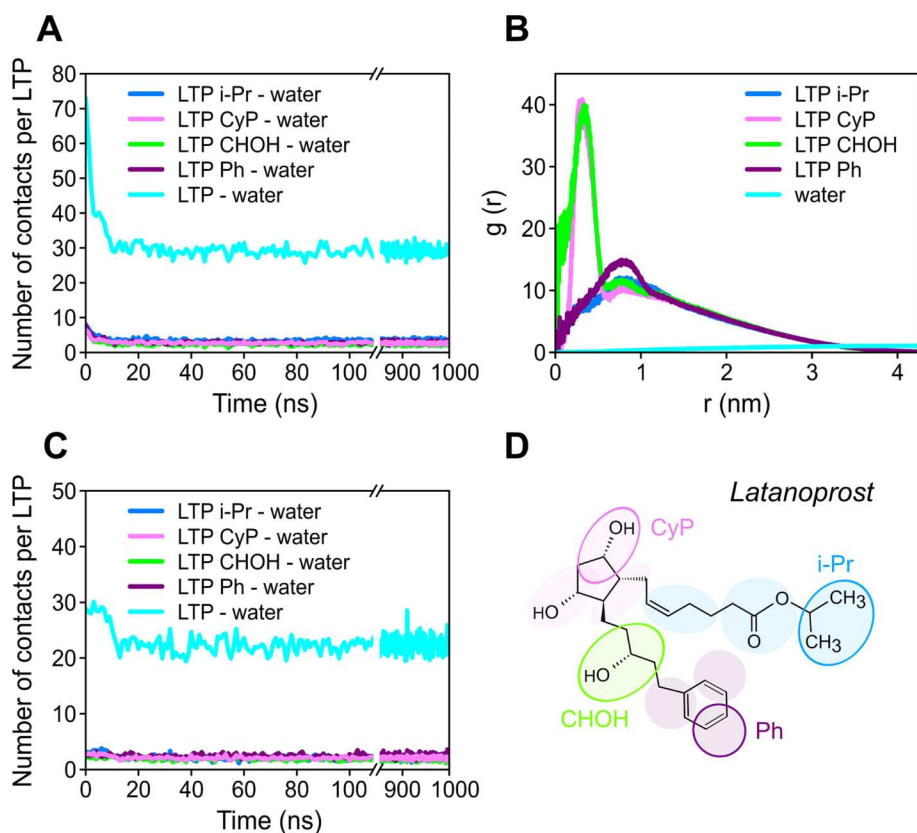 A
Number of contacts per LTP
80
70
60
50
40
30
20
10
0
LTP i-Pr - water
LTP CyP - water
LTP CHOH - water
LTP Ph - water
LTP - water
0 20 40 60 80 100 900 1000
Time (ns)
B
g (r)
40
30
20
10
0
LTP i-Pr
LTP CyP
LTP CHOH
LTP Ph
water
0 1 2 3 4
r (nm)
C
Number of contacts per LTP
50
40
30
20
10
0
LTP i-Pr - water
LTP CyP - water
LTP CHOH - water
LTP Ph - water
LTP - water
0 20 40 60 80 100 900 1000
Time (ns)
D
Latanoprost
OH
CyP
i-Pr
HO
O
CH3
O
CH3
HO
CHOH
Ph